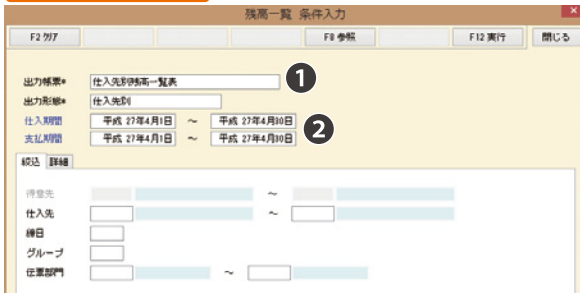 残高一覧 条件入力
F2 クリア F8 参照 F12 実行 閉じる
出力帳票* 仕入先別残高一覧表 1
出力形態* 仕入先別
仕入期間 平成 27年4月1日 ~ 平成 27年4月30日 2
支払期間 平成 27年4月1日 ~ 平成 27年4月30日
絞込 詳細
得意先 ~
仕入先 ~
締日
グループ
伝票部門 ~